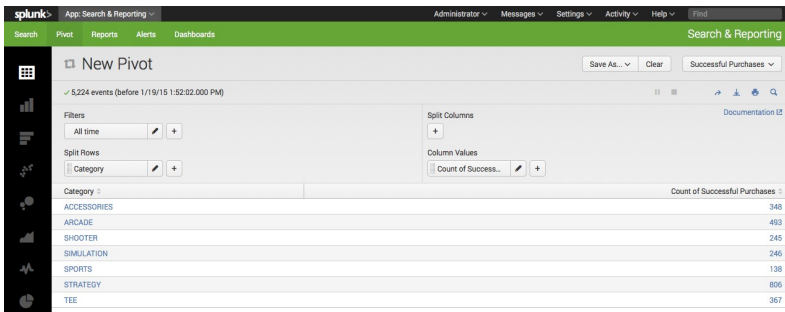 splunk> App: Search & Reporting Administrator Messages Settings Activity Help Find
Search Pivot Reports Alerts Dashboards Search & Reporting
New Pivot Save As... Clear Successful Purchases
5,224 events (before 1/19/15 1:52:02.000 PM)
Filters Split Columns Documentation
All time + +
Split Rows Column Values
Category + Count of Success... +
Category Count of Successful Purchases
ACCESSORIES 348
ARCADE 493
SHOOTER 245
SIMULATION 246
SPORTS 138
STRATEGY 806
TEE 367